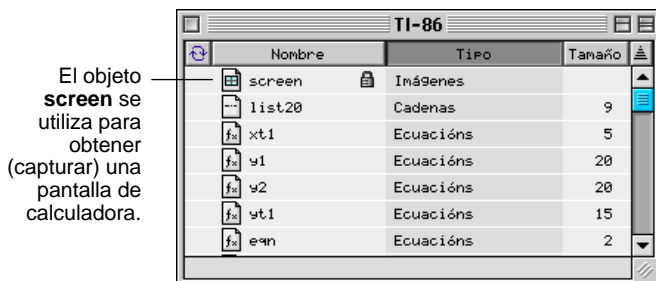 TI-86
Nombre Tipo Tamaño
El objeto
screen se
utiliza para
obtener
(capturar) una
pantalla de
calculadora.
screen Imágenes
list20 Cadenas 9
xt1 Ecuacións 5
y1 Ecuacións 20
y2 Ecuacións 20
yt1 Ecuacións 15
eqn Ecuacións 2